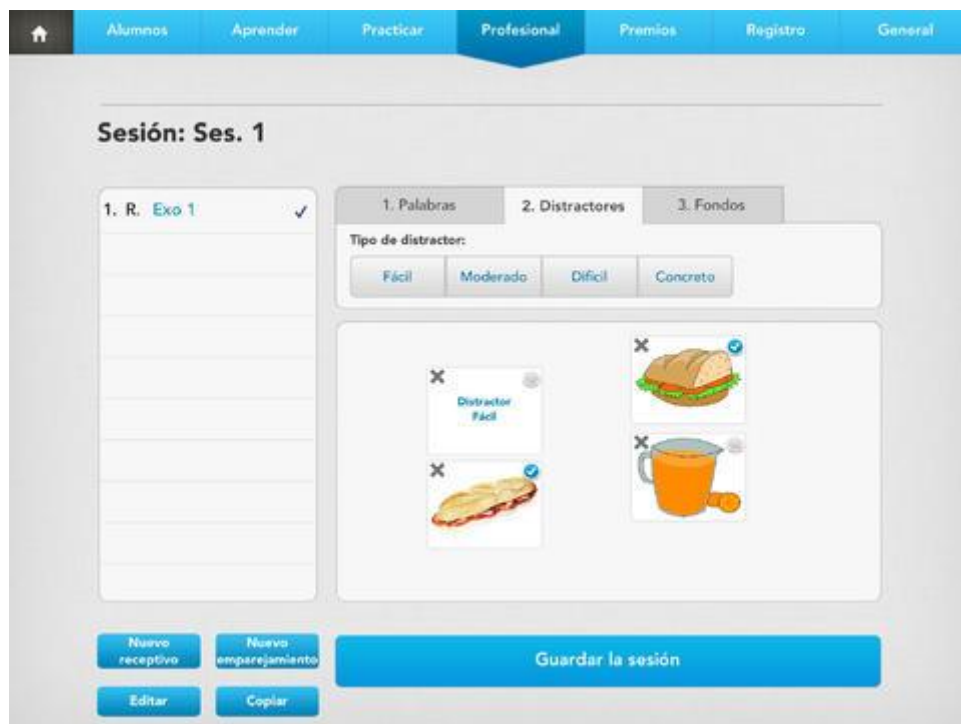 Alumnos Aprender Practicar Profesional Premios Registro General
Sesión: Ses. 1
1. R. Exo 1
1. Palabras 2. Distractores 3. Fondos
Tipo de distractor:
Fácil Moderado Difícil Concreto
Distractor
Fácil
Nuevo
receptivo
Nuevo
emparejamiento
Guardar la sesión
Editar Copiar